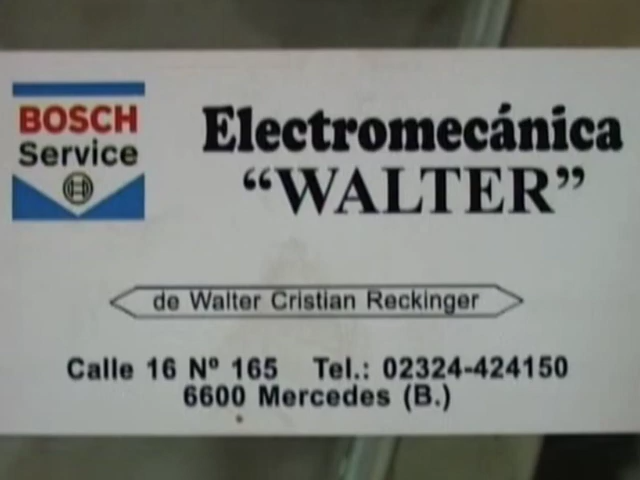 BOSCH
Service
Electromecánica
“WALTER”
de Walter Cristian Reckinger
Calle 16 Nº 165 Tel.: 02324-424150
6600 Mercedes (B.)